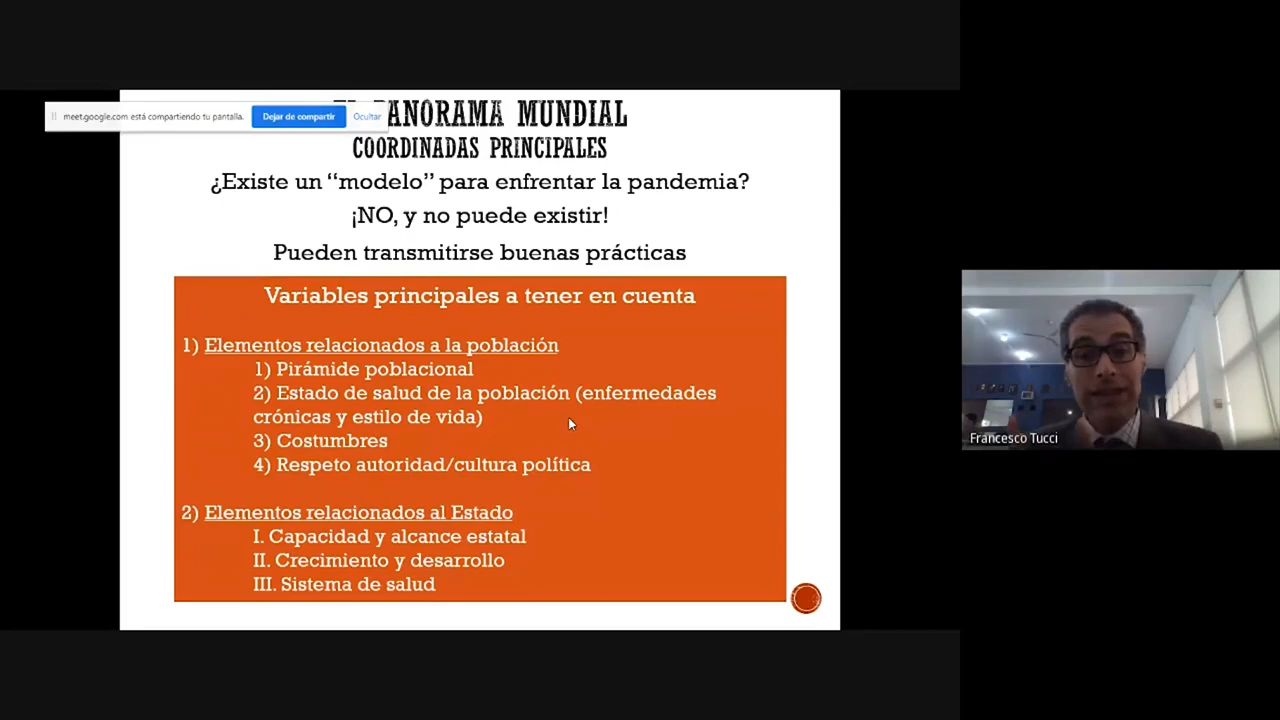 meet.google.com está compartiendo tu pantalla.
Dejar de compartir
Ocultar
PANORAMA MUNDIAL
COORDINADAS PRINCIPALES
¿Existe un “modelo” para enfrentar la pandemia?
¡NO, y no puede existir!
Pueden transmitirse buenas prácticas
Variables principales a tener en cuenta
1) Elementos relacionados a la población
1) Pirámide poblacional
2) Estado de salud de la población (enfermedades
crónicas y estilo de vida)
3) Costumbres
4) Respeto autoridad/cultura política
2) Elementos relacionados al Estado
I. Capacidad y alcance estatal
II. Crecimiento y desarrollo
III. Sistema de salud
Francesco Tucci